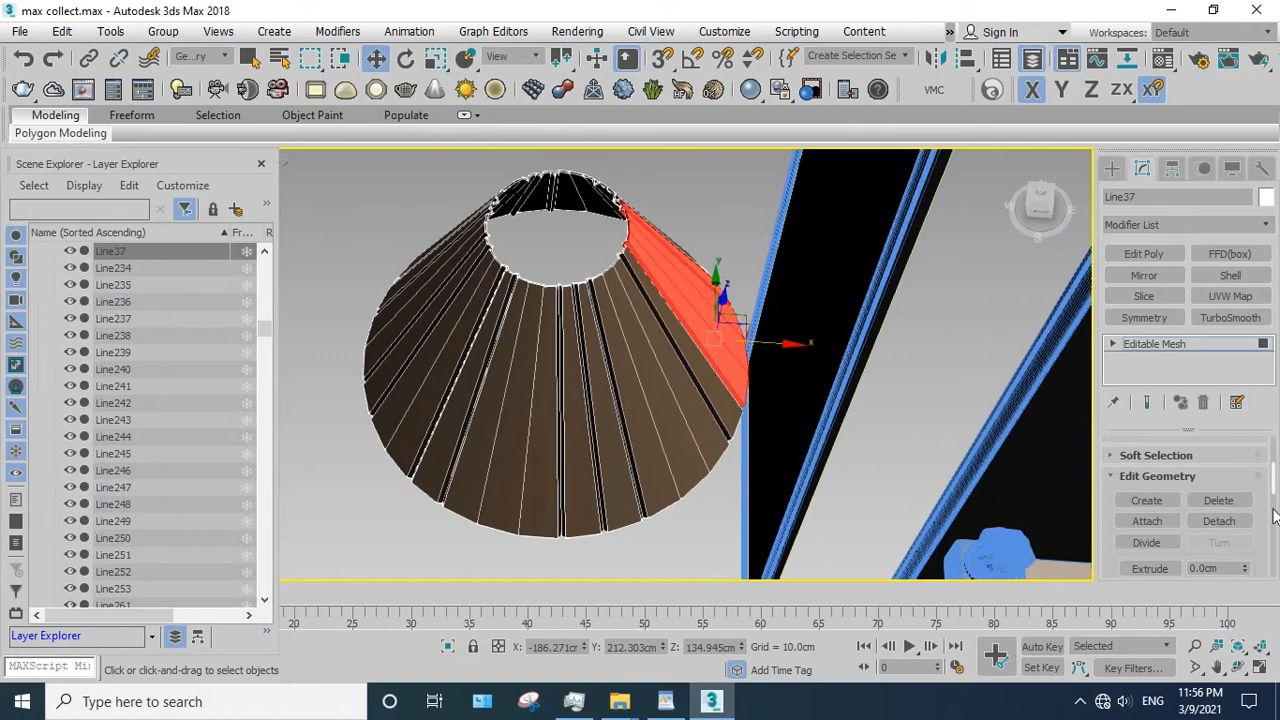 max collect.max - Autodesk 3ds Max 2018
File Edit Tools Group Views Create Modifiers Animation Graph Editors Rendering Civil View Customize Scripting Content » Sign In Workspaces: Default
Ge...ry View Create Selection Se
VMC X Y Z ZX XY
Modeling Freeform Selection Object Paint Populate
Polygon Modeling
Scene Explorer - Layer Explorer
Select Display Edit Customize
Name (Sorted Ascending) Fr... R
Line37
Line234
Line235
Line236
Line237
Line238
Line239
Line240
Line241
Line242
Line243
Line244
Line245
Line246
Line247
Line248
Line249
Line250
Line251
Line252
Line253
Line261
Layer Explorer
TOP
Line37
Modifier List
Edit Poly FFD(box)
Mirror Shell
Slice UVW Map
Symmetry TurboSmooth
Editable Mesh
Soft Selection
Edit Geometry
Create Delete
Attach Detach
Divide Turn
Extrude 0.0cm
20 25 30 35 40 45 50 55 60 65 70 75 80 85 90 95 100
X: -186.271cr Y: 212.303cm Z: 134.945cm Grid = 10.0cm Auto Key Selected
MAXScript Mi: Click or click-and-drag to select objects Add Time Tag 0 Set Key Key Filters...
Type here to search ENG 11:56 PM
3/9/2021